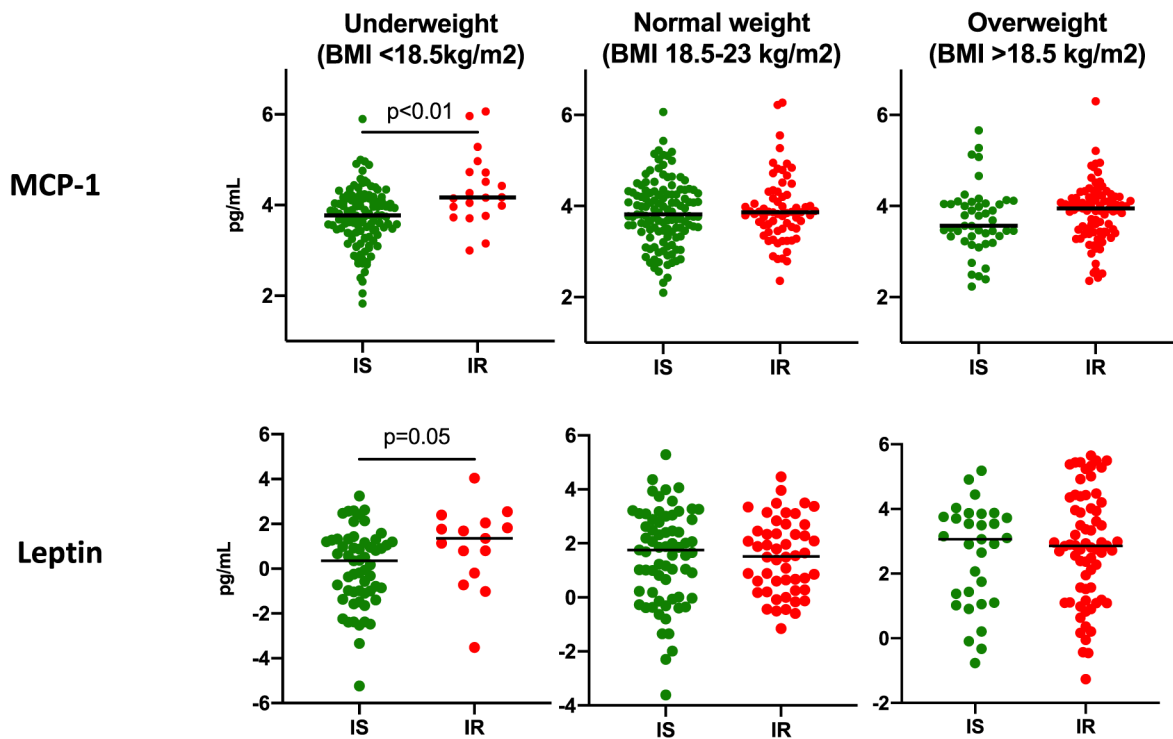 Underweight
(BMI <18.5kg/m2)
Normal weight
(BMI 18.5-23 kg/m2)
Overweight
(BMI >18.5 kg/m2)
MCP-1
pg/mL
6
4
2
p<0.01
IS
IR
6
4
2
IS
IR
6
4
2
IS
IR
Leptin
pg/mL
6
4
2
0
-2
-4
-6
p=0.05
IS
IR
6
4
2
0
-2
-4
IS
IR
6
4
2
0
-2
IS
IR